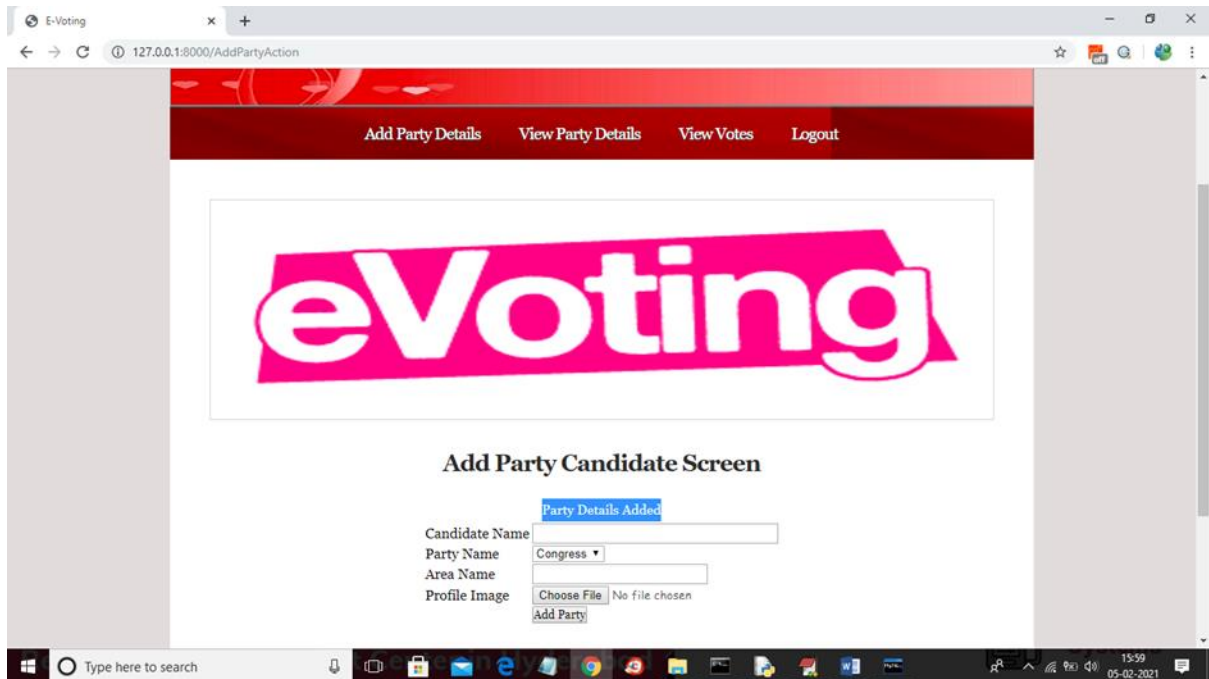 E-Voting
127.0.0.1:8000/AddPartyAction
off
Add Party Details View Party Details View Votes Logout
eVoting
Add Party Candidate Screen
Party Details Added
Candidate Name
Party Name Congress
Area Name
Profile Image Choose File No file chosen
Add Party
Type here to search
15:59
05-02-2021